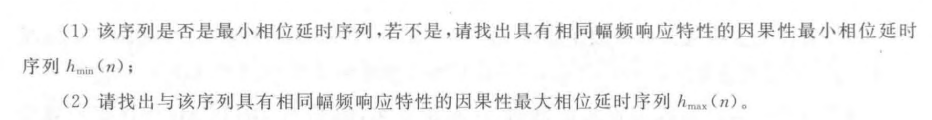 (1) 该序列是否是最小相位延时序列,若不是,请找出具有相同幅频响应特性的因果性最小相位延时
序列 h_min(n);
(2) 请找出与该序列具有相同幅频响应特性的因果性最大相位延时序列 h_max(n)。